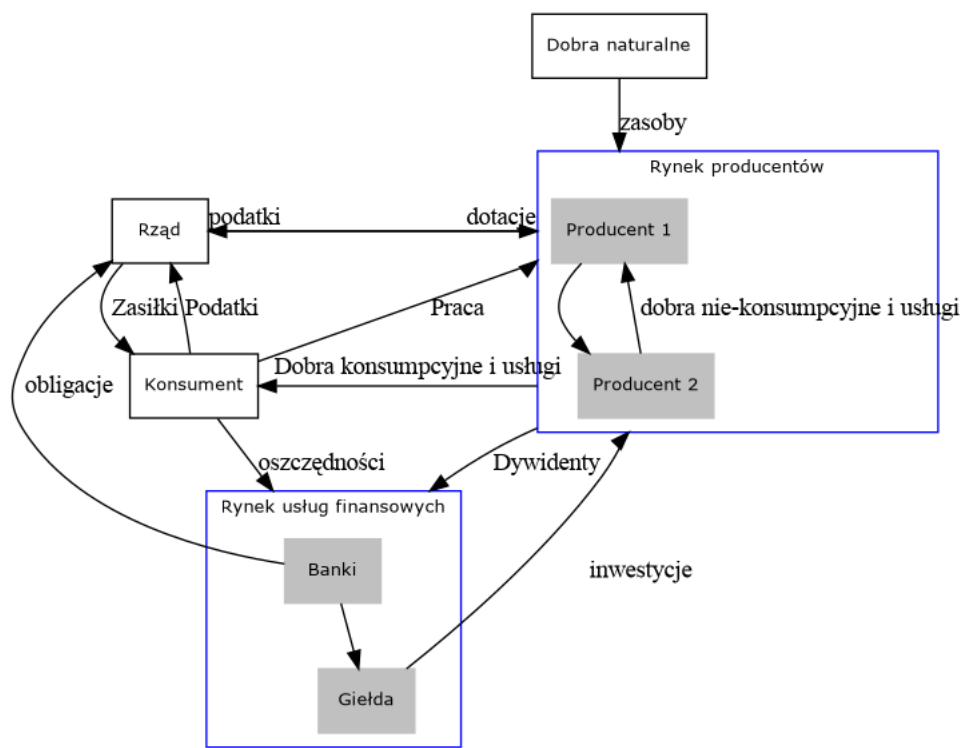 Dobra naturalne
zasoby
Rynek producentów
Producent 1
Rząd
podatki
dotacje
Zasiłki
Podatki
Praca
dobra nie-konsumpcyjne i usługi
Dobra konsumpcyjne i usługi
Konsument
Producent 2
obligacje
oszczędności
Dywidenty
Rynek usług finansowych
Banki
inwestycje
Giełda